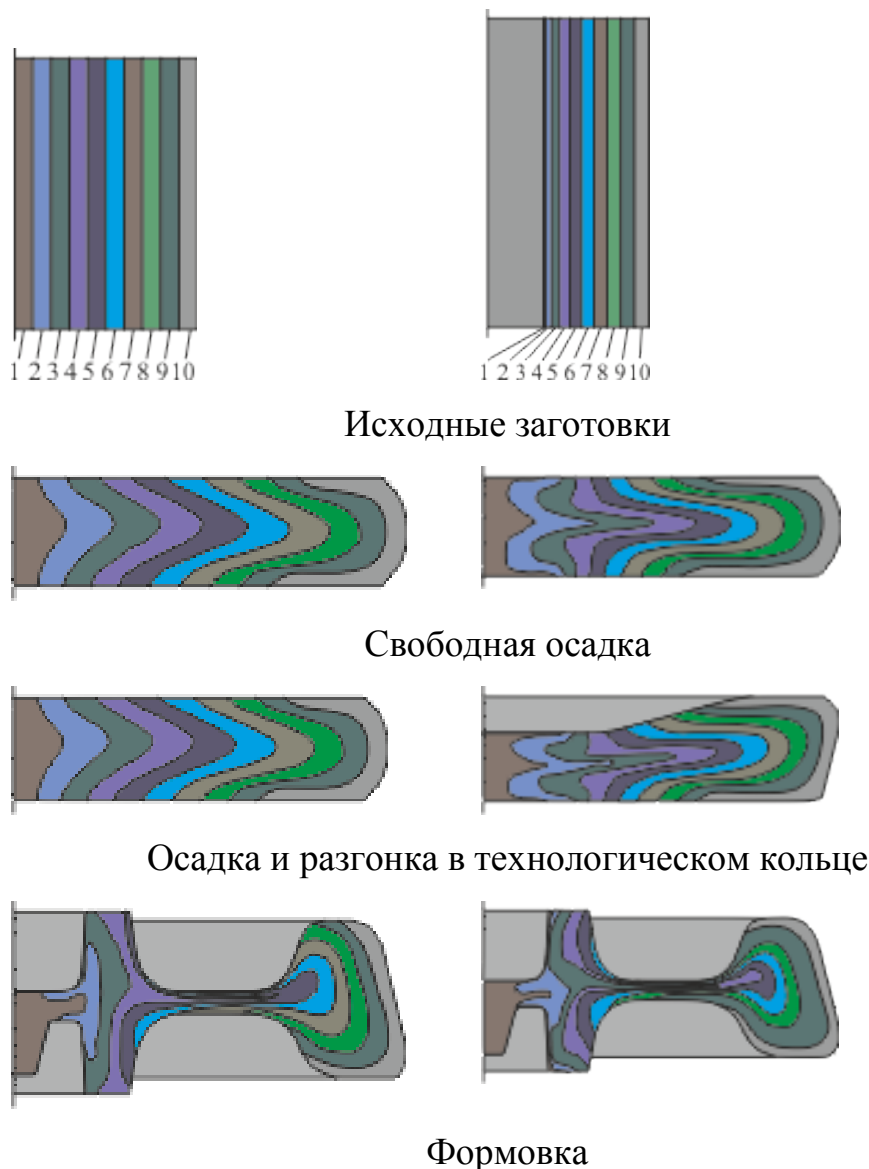 1 2 3 4 5 6 7 8 9 10
1 2 3 4 5 6 7 8 9 10
Исходные заготовки
Свободная осадка
Осадка и разгонка в технологическом кольце
Формовка